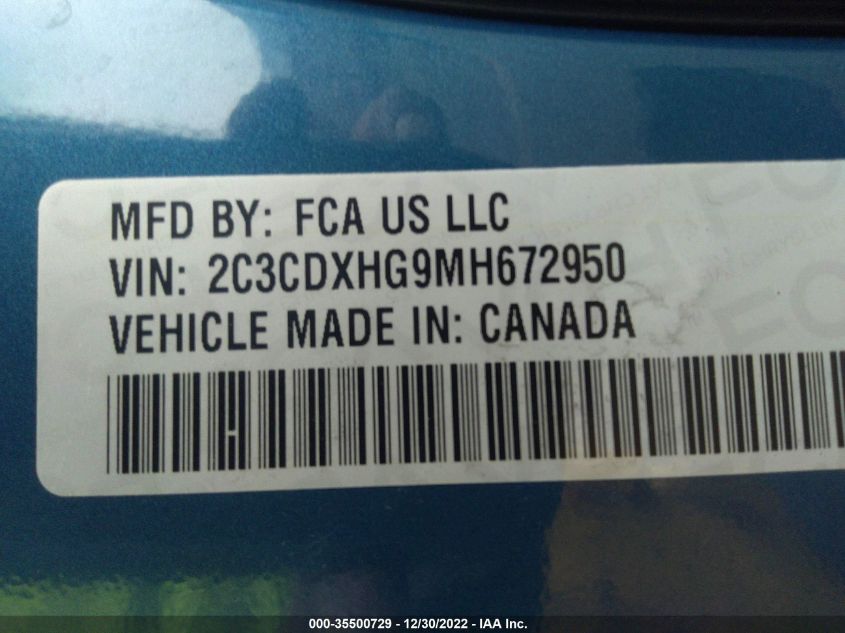 MFD BY: FCA US LLC
VIN: 2C3CDXHG9MH672950
VEHICLE MADE IN: CANADA
000-35500729 - 12/30/2022 - IAA Inc.